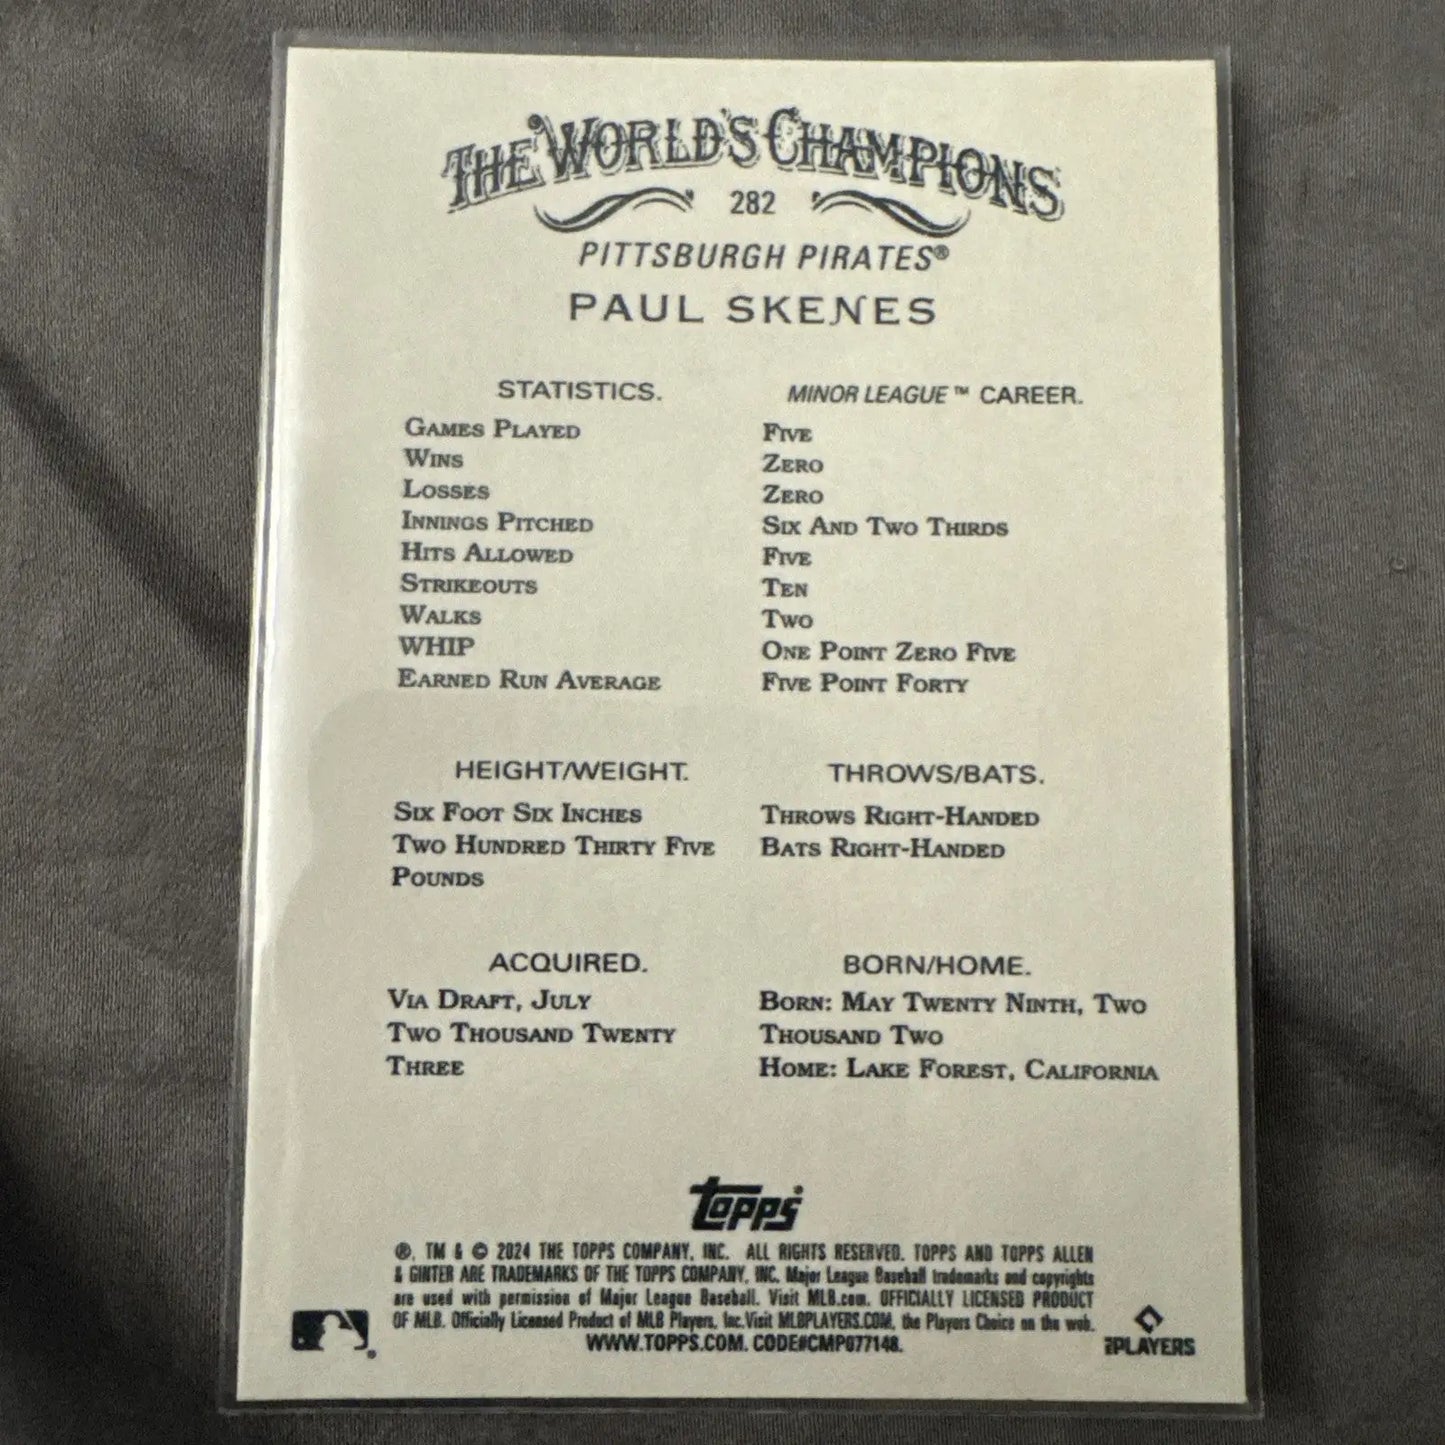 THE WORLD'S CHAMPIONS
282
PITTSBURGH PIRATES®
PAUL SKENES
STATISTICS.
GAMES PLAYED
WINS
LOSSES
INNINGS PITCHED
HITS ALLOWED
STRIKEOUTS
WALKS
WHIP
EARNED RUN AVERAGE
MINOR LEAGUE™ CAREER.
FIVE
ZERO
ZERO
SIX AND TWO THIRDS
FIVE
TEN
TWO
ONE POINT ZERO FIVE
FIVE POINT FORTY
HEIGHT/WEIGHT.
SIX FOOT SIX INCHES
TWO HUNDRED THIRTY FIVE
POUNDS
THROWS/BATS.
THROWS RIGHT-HANDED
BATS RIGHT-HANDED
ACQUIRED.
VIA DRAFT, JULY
TWO THOUSAND TWENTY
THREE
BORN/HOME.
BORN: MAY TWENTY NINTH, TWO
THOUSAND TWO
HOME: LAKE FOREST, CALIFORNIA
Topps®
®, TM & © 2024 THE TOPPS COMPANY, INC. ALL RIGHTS RESERVED. TOPPS AND TOPPS ALLEN
& GINTER ARE TRADEMARKS OF THE TOPPS COMPANY, INC. Major League Baseball trademarks and copyrights
are used with permission of Major League Baseball. Visit MLB.com. OFFICIALLY LICENSED PRODUCT
OF MLB. Officially Licensed Product of MLB Players, Inc. Visit MLBPLAYERS.COM, the Players Choice on the web.
WWW.TOPPS.COM. CODE#CMP077148.
PLAYERS